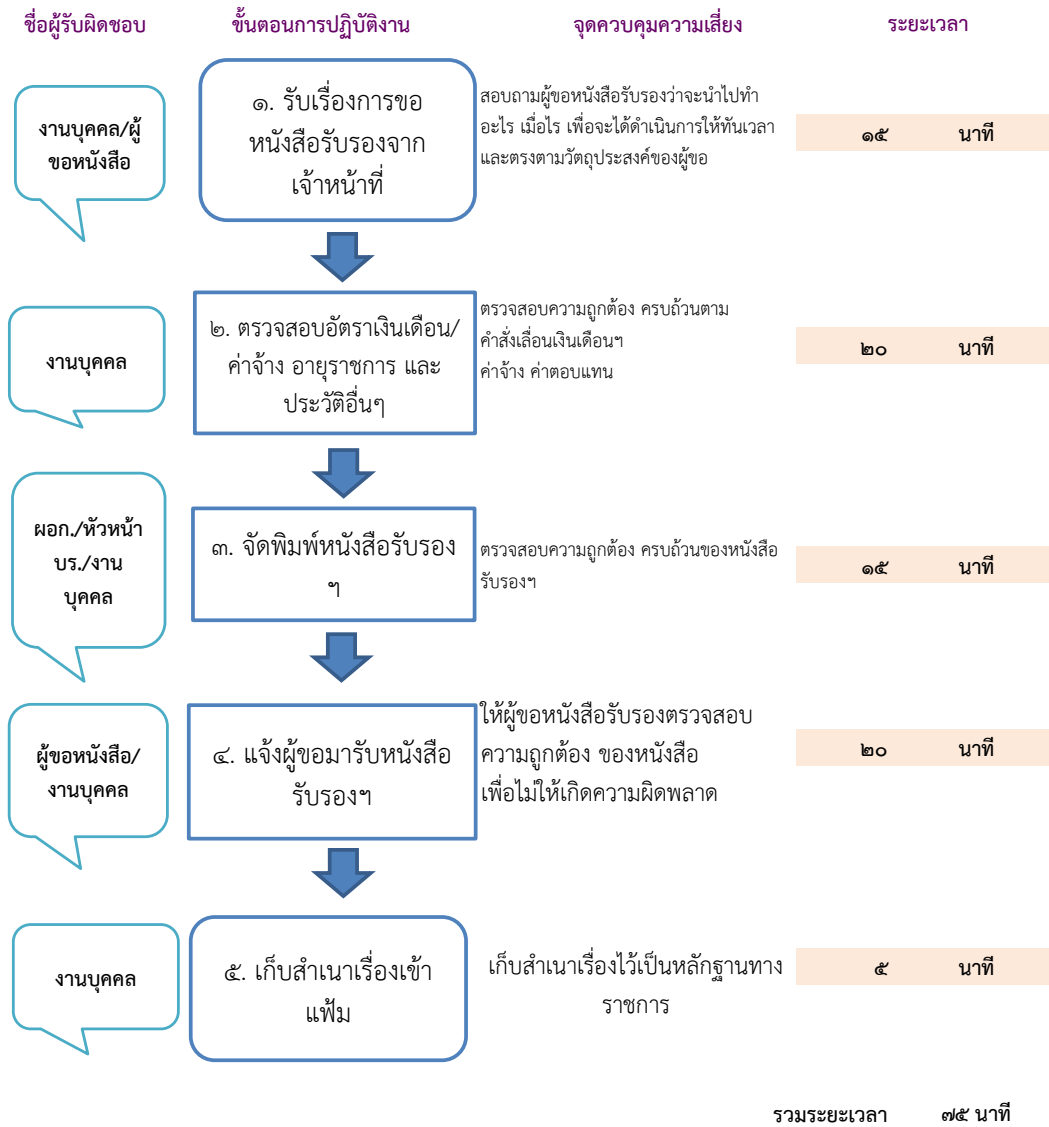 ชื่อผู้รับผิดชอบ ขั้นตอนการปฏิบัติงาน จุดควบคุมความเสี่ยง ระยะเวลา
งานบุคคล/ผู้
ขอหนังสือ
๑. รับเรื่องการขอ
หนังสือรับรองจาก
เจ้าหน้าที่
สอบถามผู้ขอหนังสือรับรองว่าจะนำไปทำ
อะไร เมื่อไร เพื่อจะได้ดำเนินการให้ทันเวลา
และตรงตามวัตถุประสงค์ของผู้ขอ
๑๕ นาที
งานบุคคล
๒. ตรวจสอบอัตราเงินเดือน/
ค่าจ้าง อายุราชการ และ
ประวัติอื่นๆ
ตรวจสอบความถูกต้อง ครบถ้วนตาม
คำสั่งเลื่อนเงินเดือนฯ
ค่าจ้าง ค่าตอบแทน
๒๐ นาที
ผอก./หัวหน้า
บร./งาน
บุคคล
๓. จัดพิมพ์หนังสือรับรอง
ฯ
ตรวจสอบความถูกต้อง ครบถ้วนของหนังสือ
รับรองฯ
๑๕ นาที
ผู้ขอหนังสือ/
งานบุคคล
๔. แจ้งผู้ขอมารับหนังสือ
รับรองฯ
ให้ผู้ขอหนังสือรับรองตรวจสอบ
ความถูกต้อง ของหนังสือ
เพื่อไม่ให้เกิดความผิดพลาด
๒๐ นาที
งานบุคคล
๕. เก็บสำเนาเรื่องเข้า
แฟ้ม
เก็บสำเนาเรื่องไว้เป็นหลักฐานทาง
ราชการ
๕ นาที
รวมระยะเวลา ๗๕ นาที